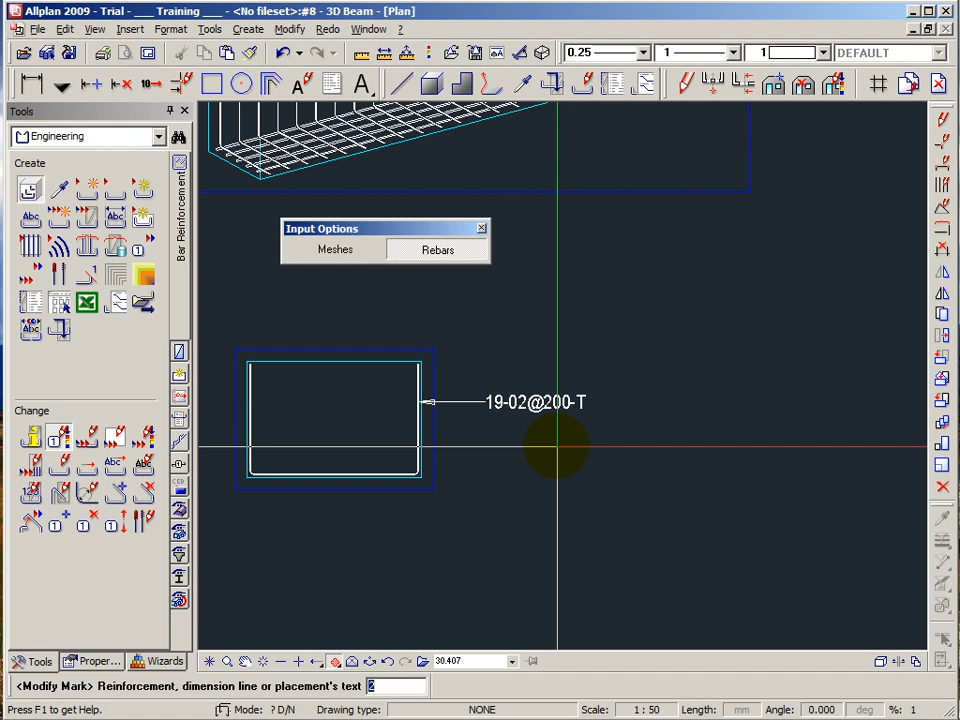 Allplan 2009 - Trial - ___ Training ___ - <No fileset>:#8 - 3D Beam - [Plan]
File Edit View Insert Format Tools Create Modify Redo Window ?
0.25 1 1 DEFAULT
Tools
Engineering
Create
Bar Reinforcement
Input Options
Meshes Rebars
19-02@200-T
Change
Tools Proper... Wizards
30.407
<Modify Mark> Reinforcement, dimension line or placement's text 2
Press F1 to get Help. Mode: ? D/N Drawing type: NONE Scale: 1 : 50 Length: mm Angle: 0.000 deg %: 1